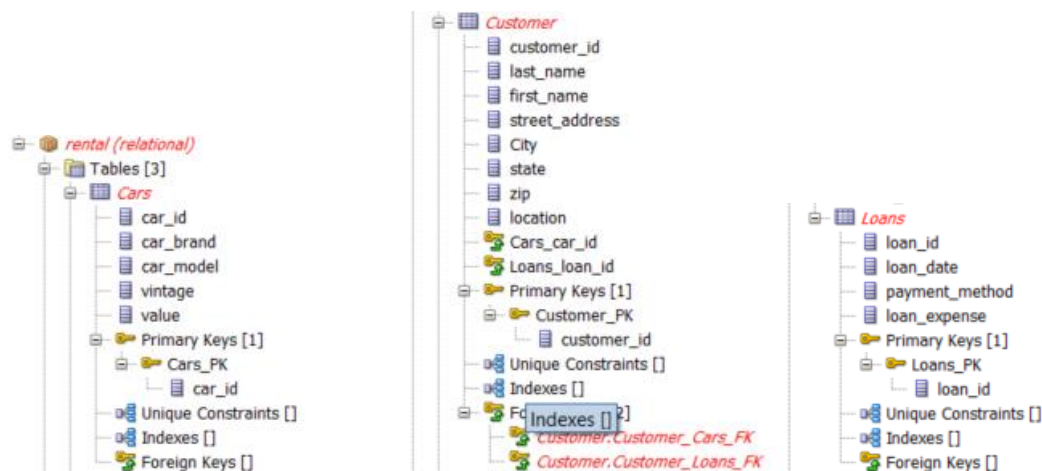 rental (relational)
Tables [3]
Cars
car_id
car_brand
car_model
vintage
value
Primary Keys [1]
Cars_PK
car_id
Unique Constraints []
Indexes []
Foreign Keys []
Customer
customer_id
last_name
first_name
street_address
City
state
zip
location
Cars_car_id
Loans_loan_id
Primary Keys [1]
Customer_PK
customer_id
Unique Constraints []
Indexes []
Indexes []
Customer.Customer_Cars_FK
Customer.Customer_Loans_FK
Loans
loan_id
loan_date
payment_method
loan_expense
Primary Keys [1]
Loans_PK
loan_id
Unique Constraints []
Indexes []
Foreign Keys []